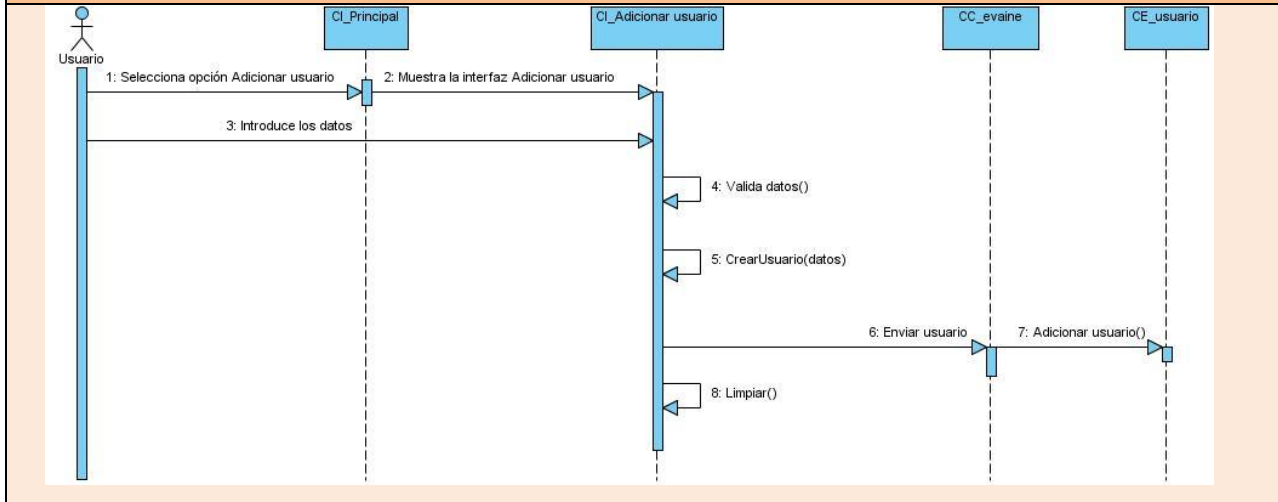 CI_Principal
CI_Adicionar usuario
CC_evaine
CE_usuario
Usuario
1: Selecciona opción Adicionar usuario
2: Muestra la interfaz Adicionar usuario
3: Introduce los datos
4: Valida datos()
5: CrearUsuario(datos)
6: Enviar usuario
7: Adicionar usuario()
8: Limpiar()